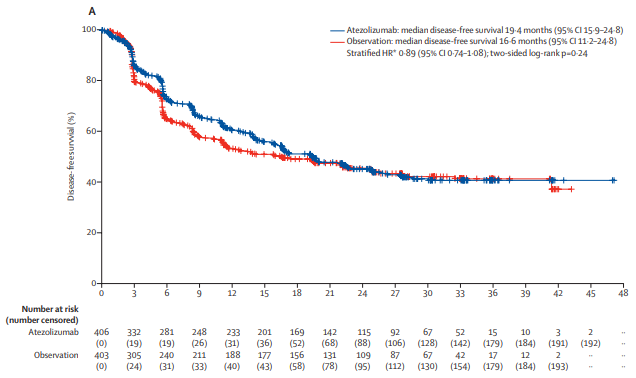 A
Atezolizumab: median disease-free survival 19·4 months (95% CI 15·9–24·8)
Observation: median disease-free survival 16·6 months (95% CI 11·2–24·8)
Stratified HR* 0·89 (95% CI 0·74–1·08); two-sided log-rank p=0·24
Disease-free survival (%)
100
80
60
40
20
0
0 3 6 9 12 15 18 21 24 27 30 33 36 39 42 45 48
Number at risk
(number censored)
Atezolizumab 406 332 281 248 233 201 169 142 115 92 67 52 15 10 3 2 ··
(0) (19) (19) (26) (31) (36) (52) (68) (88) (106) (128) (142) (179) (184) (191) (192) ··
Observation 403 305 240 211 188 177 156 131 109 87 67 42 17 12 2 ·· ··
(0) (24) (31) (33) (40) (43) (58) (78) (95) (112) (130) (154) (179) (184) (193) ·· ··